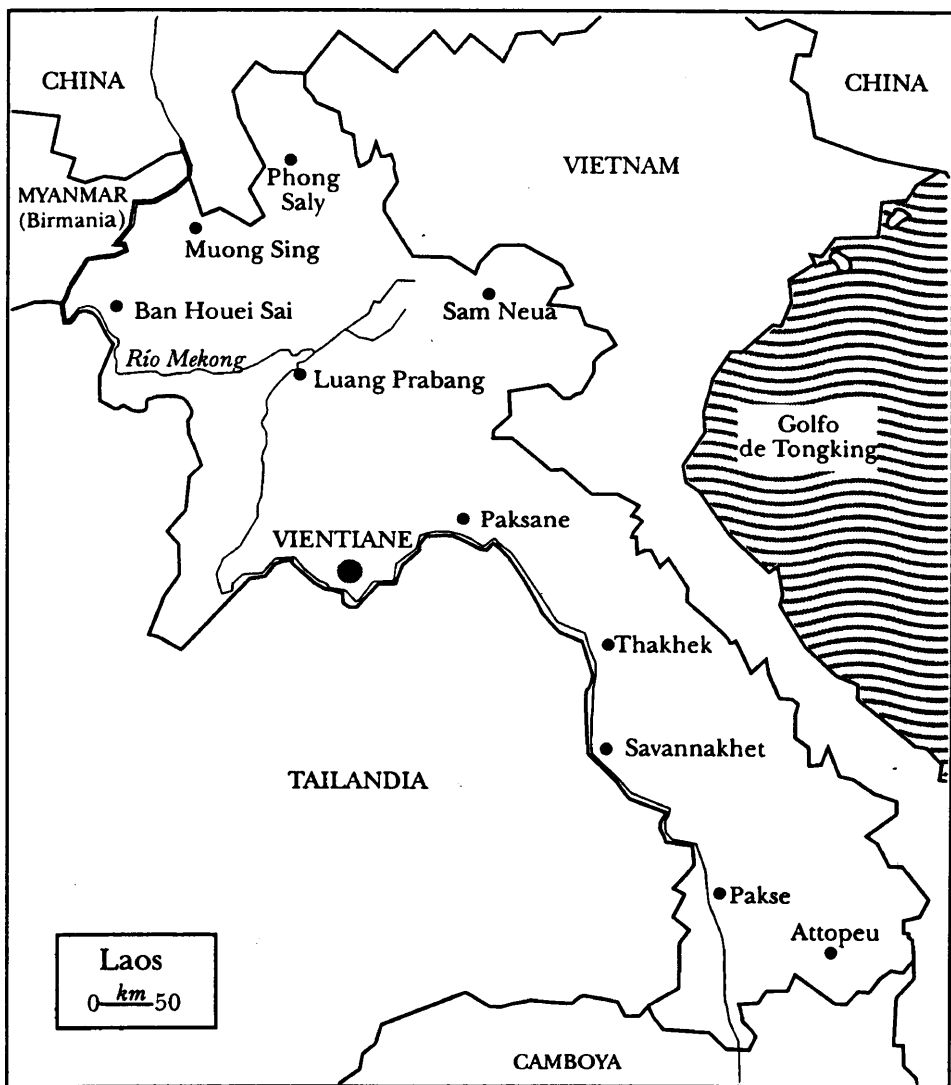 CHINA
CHINA
VIETNAM
Phong
Saly
MYANMAR
(Birmania)
Muong Sing
Ban Houei Sai
Sam Neua
Río Mekong
Luang Prabang
Golfo
de Tongking
Paksane
VIENTIANE
Thakhek
Savannakhet
TAILANDIA
Pakse
Attopeu
Laos
0 km 50
CAMBOYA